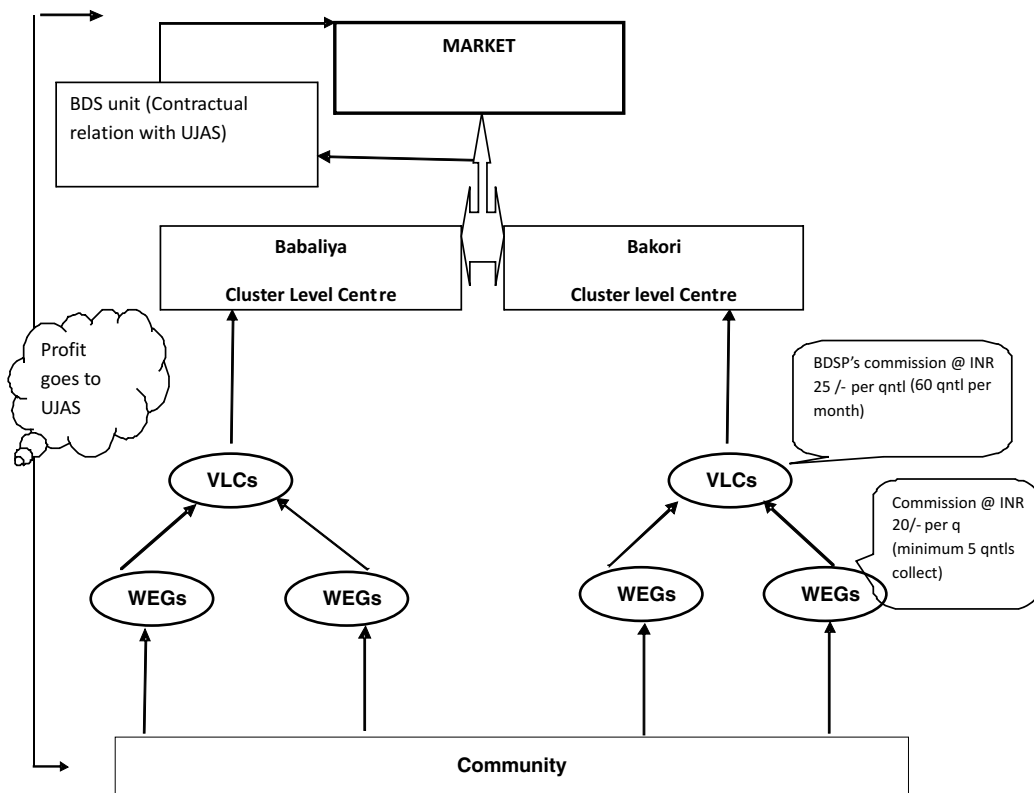 MARKET
BDS unit (Contractual
relation with UJAS)
Babaliya
Cluster Level Centre
Bakori
Cluster level Centre
Profit
goes to
UJAS
BDSP's commission @ INR
25 /- per qntl (60 qntl per
month)
VLCs
VLCs
Commission @ INR
20/- per q
(minimum 5 qntls
collect)
WEGs
WEGs
WEGs
WEGs
Community